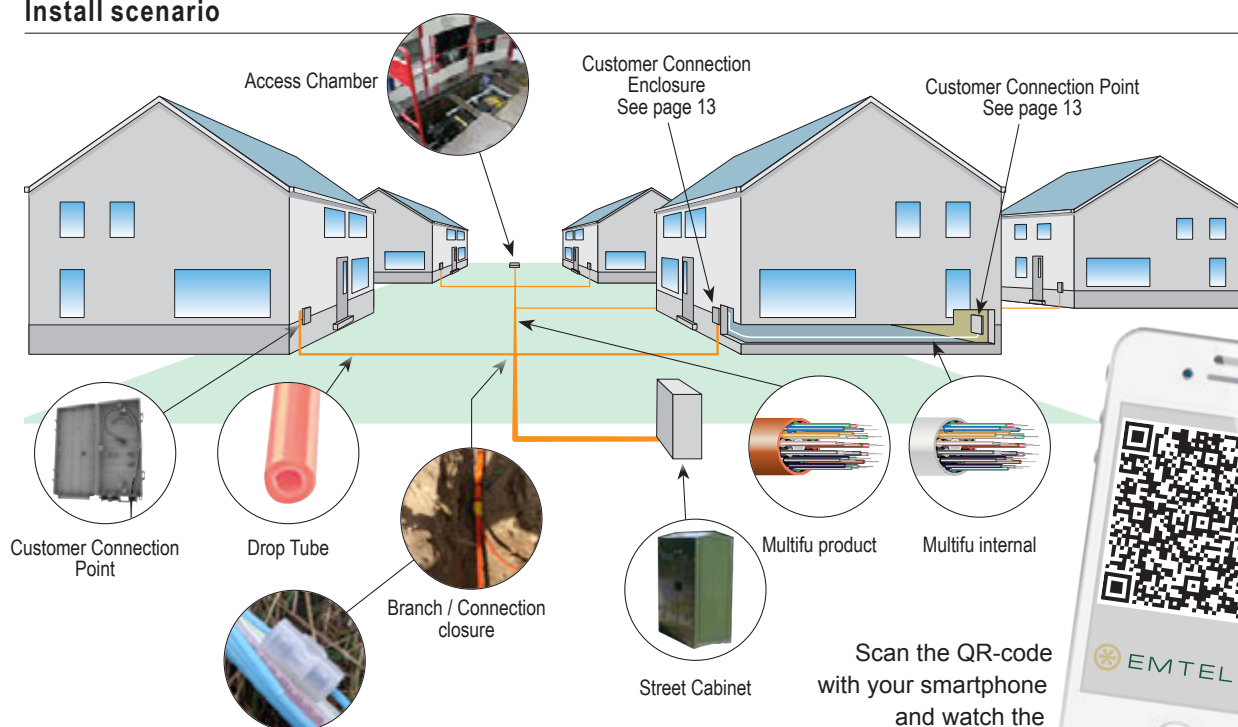 Install scenario
Access Chamber
Customer Connection
Enclosure
See page 13
Customer Connection Point
See page 13
Customer Connection
Point
Drop Tube
Branch / Connection
closure
Street Cabinet
Multifu product
Multifu internal
EMTEL
Scan the QR-code
with your smartphone
and watch the